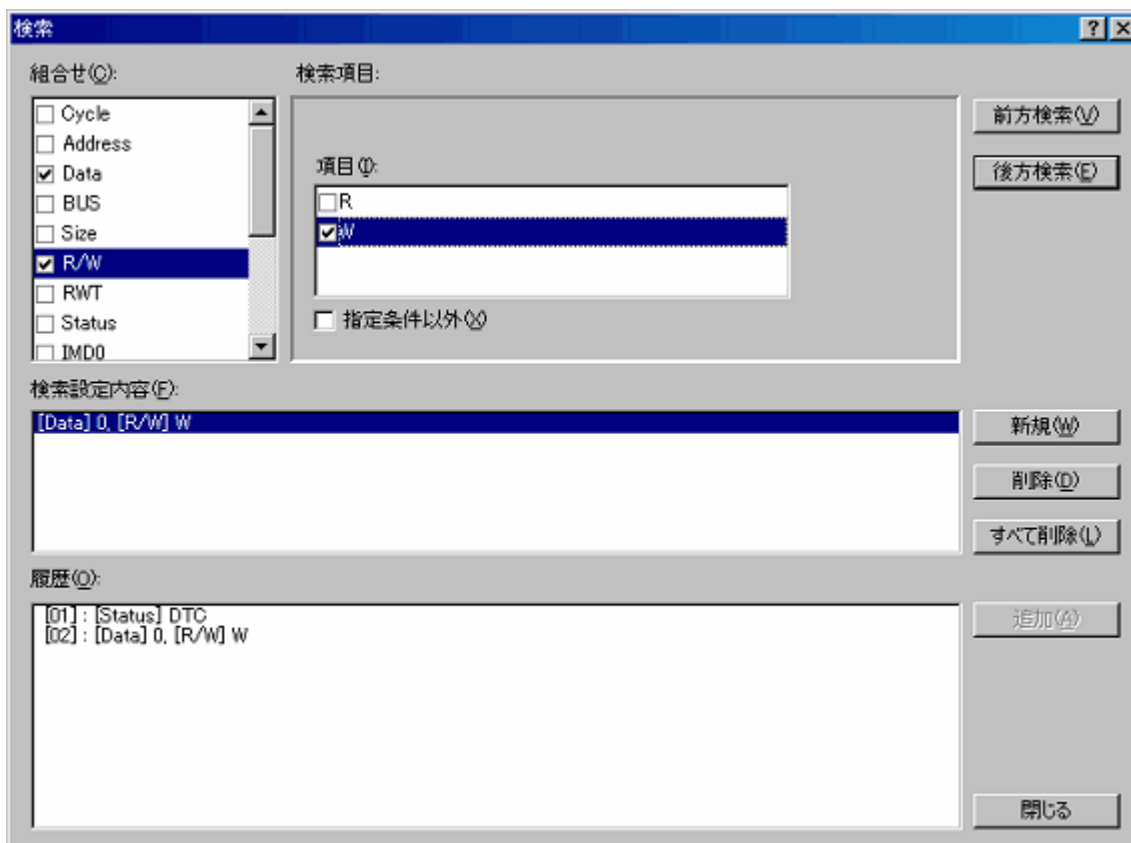 検索
組合せ(C):
Cycle
Address
Data
BUS
Size
R/W
RWT
Status
IMD0
検索項目:
項目(I):
R
W
指定条件以外(X)
前方検索(V)
後方検索(E)
検索設定内容(F):
[Data] 0, [R/W] W
新規(W)
削除(D)
すべて削除(L)
履歴(O):
[01] : [Status] DTC
[02] : [Data] 0, [R/W] W
追加(A)
閉じる